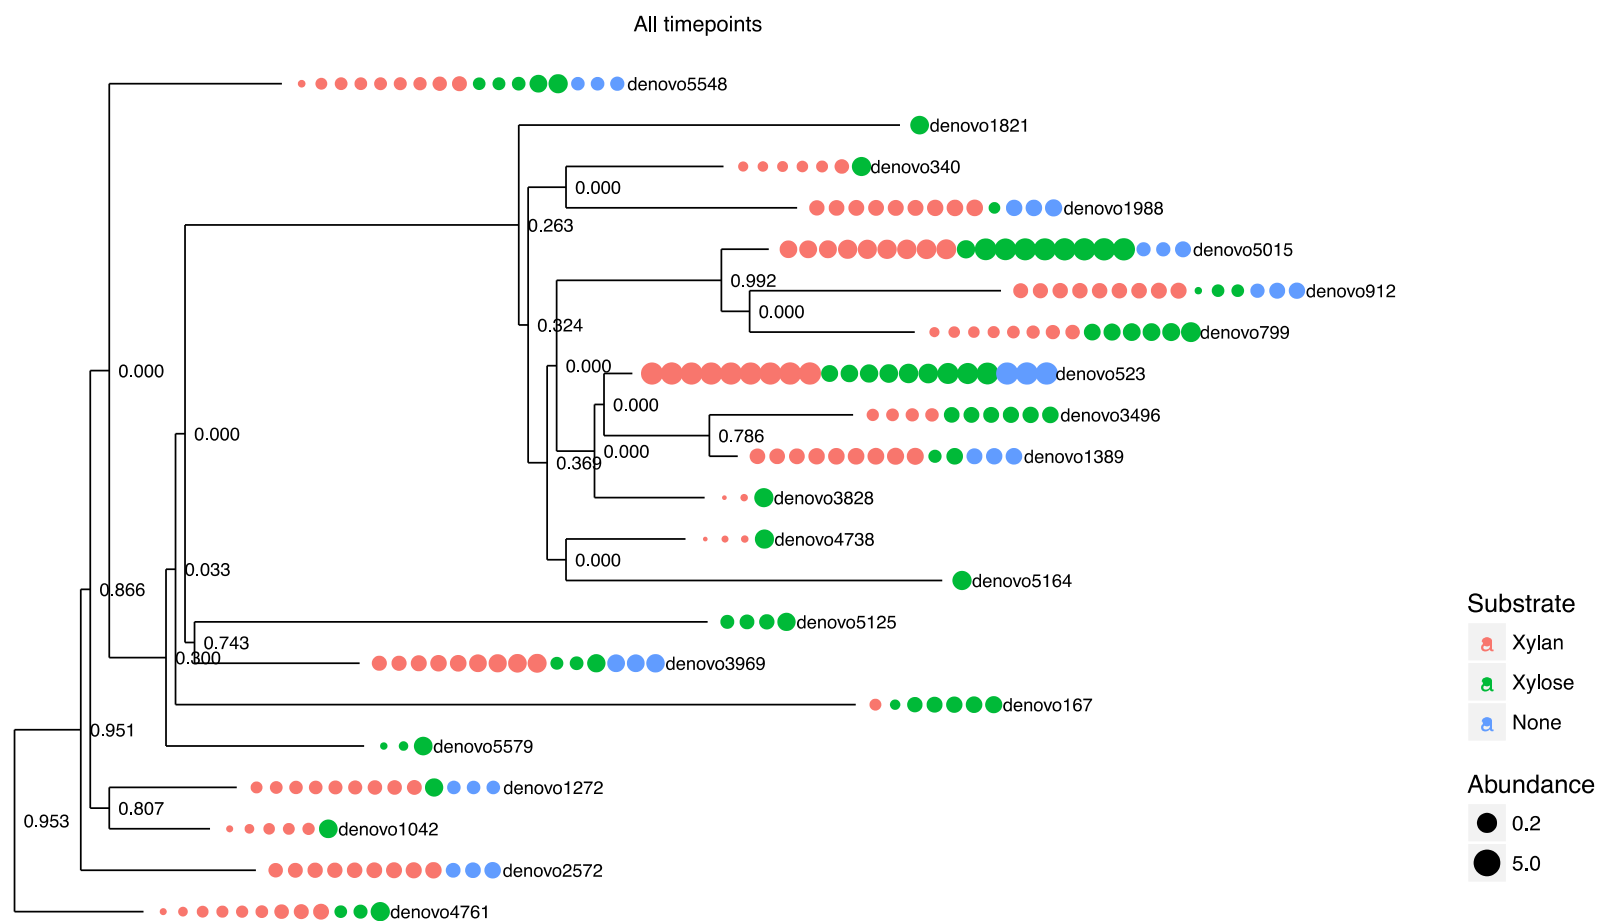 All timepoints
denovo5548
denovo1821
denovo340
0.000
denovo1988
0.263
denovo5015
0.992
denovo912
0.000
0.324
denovo799
0.000
0.000
denovo523
0.000
denovo3496
0.000
0.786
0.000
0.369
denovo1389
denovo3828
denovo4738
0.000
0.033
denovo5164
0.866
denovo5125
0.743
0.300
denovo3969
denovo167
0.951
denovo5579
denovo1272
0.807
0.953
denovo1042
denovo2572
denovo4761
Substrate
a Xylan
a Xylose
a None
Abundance
0.2
5.0